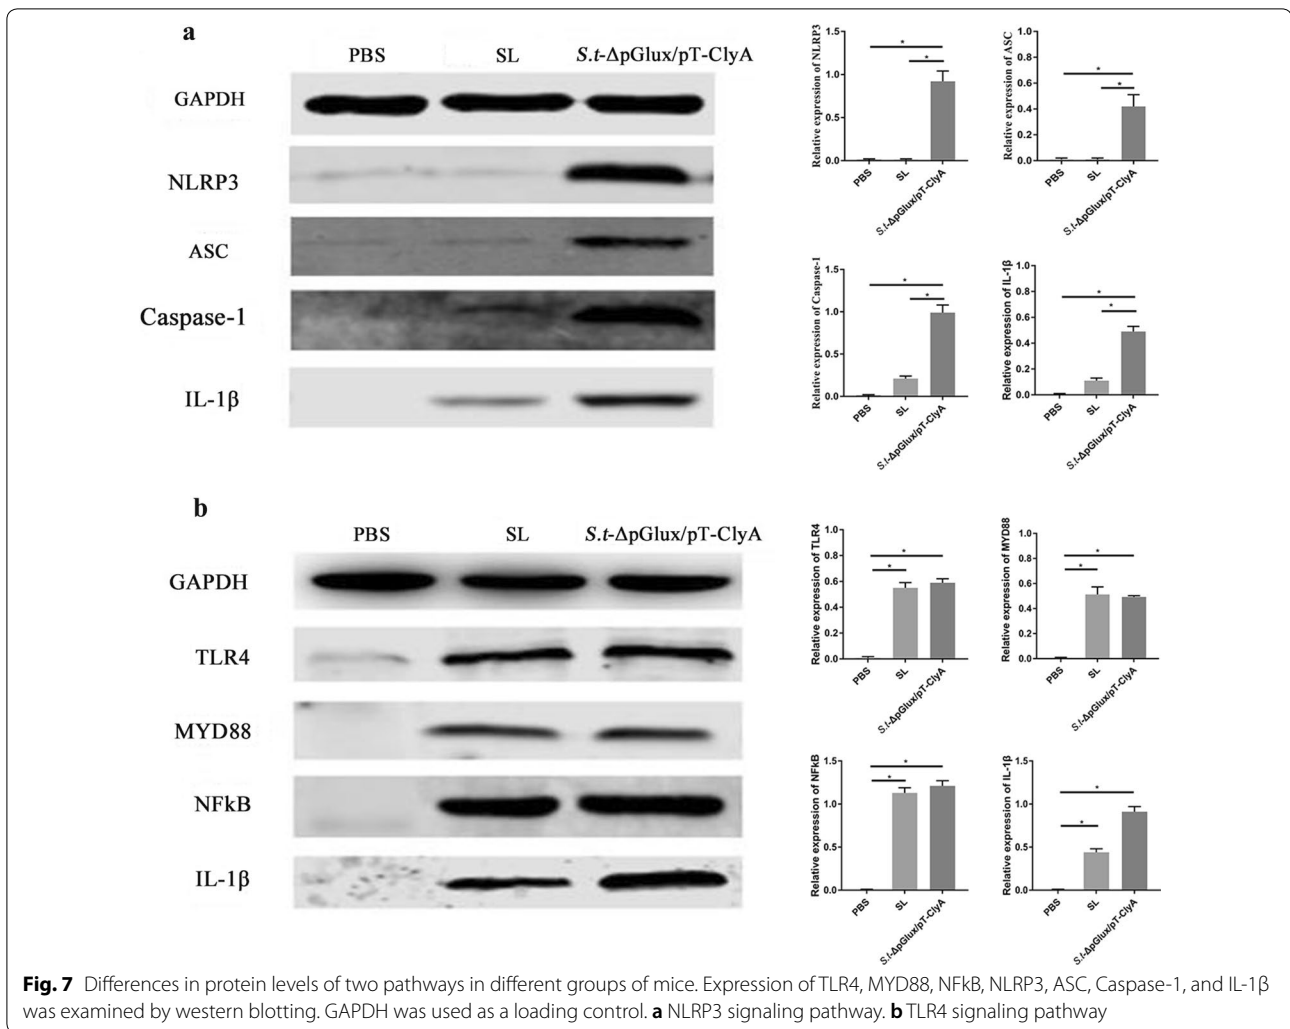 a
PBS SL S.t-ΔpGlux/pT-ClyA
GAPDH
NLRP3
ASC
Caspase-1
IL-1β
Relative expression of NLRP3
1.5
1.0
0.5
0.0
* *
PBS SL S.t-ΔpGlux/pT-ClyA
Relative expression of ASC
1.0
0.8
0.6
0.4
0.2
0.0
* *
PBS SL S.t-ΔpGlux/pT-ClyA
Relative expression of Caspase-1
1.5
1.0
0.5
0.0
* *
PBS SL S.t-ΔpGlux/pT-ClyA
Relative expression of IL-1β
1.0
0.8
0.6
0.4
0.2
0.0
* *
PBS SL S.t-ΔpGlux/pT-ClyA
b
PBS SL S.t-ΔpGlux/pT-ClyA
GAPDH
TLR4
MYD88
NFkB
IL-1β
Relative expression of TLR4
1.0
0.8
0.6
0.4
0.2
0.0
* *
PBS SL S.t-ΔpGlux/pT-ClyA
Relative expression of MYD88
1.0
0.8
0.6
0.4
0.2
0.0
* *
PBS SL S.t-ΔpGlux/pT-ClyA
Relative expression of NFkB
1.5
1.0
0.5
0.0
* *
PBS SL S.t-ΔpGlux/pT-ClyA
Relative expression of IL-1β
1.5
1.0
0.5
0.0
* *
PBS SL S.t-ΔpGlux/pT-ClyA
Fig. 7 Differences in protein levels of two pathways in different groups of mice. Expression of TLR4, MYD88, NFkB, NLRP3, ASC, Caspase-1, and IL-1β
was examined by western blotting. GAPDH was used as a loading control. a NLRP3 signaling pathway. b TLR4 signaling pathway